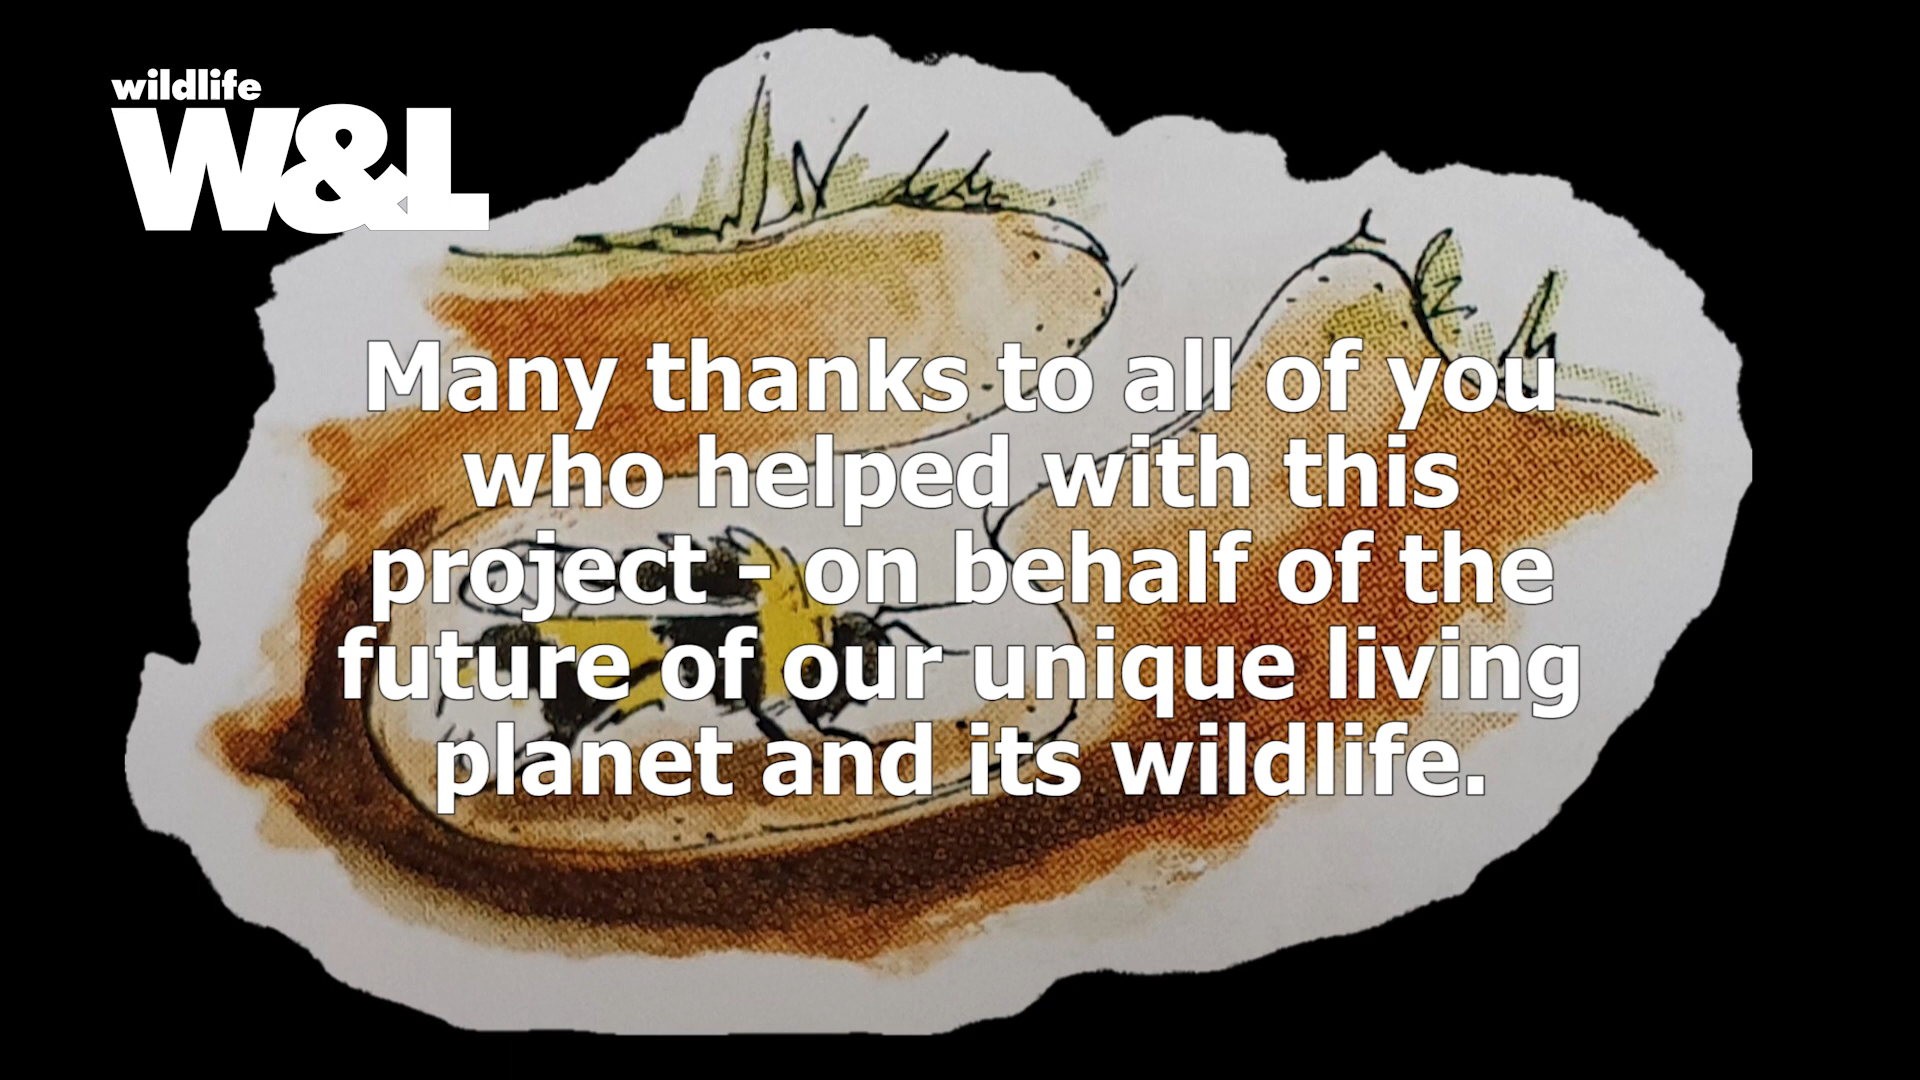 wildlife
W&L
Many thanks to all of you
who helped with this
project - on behalf of the
future of our unique living
planet and its wildlife.